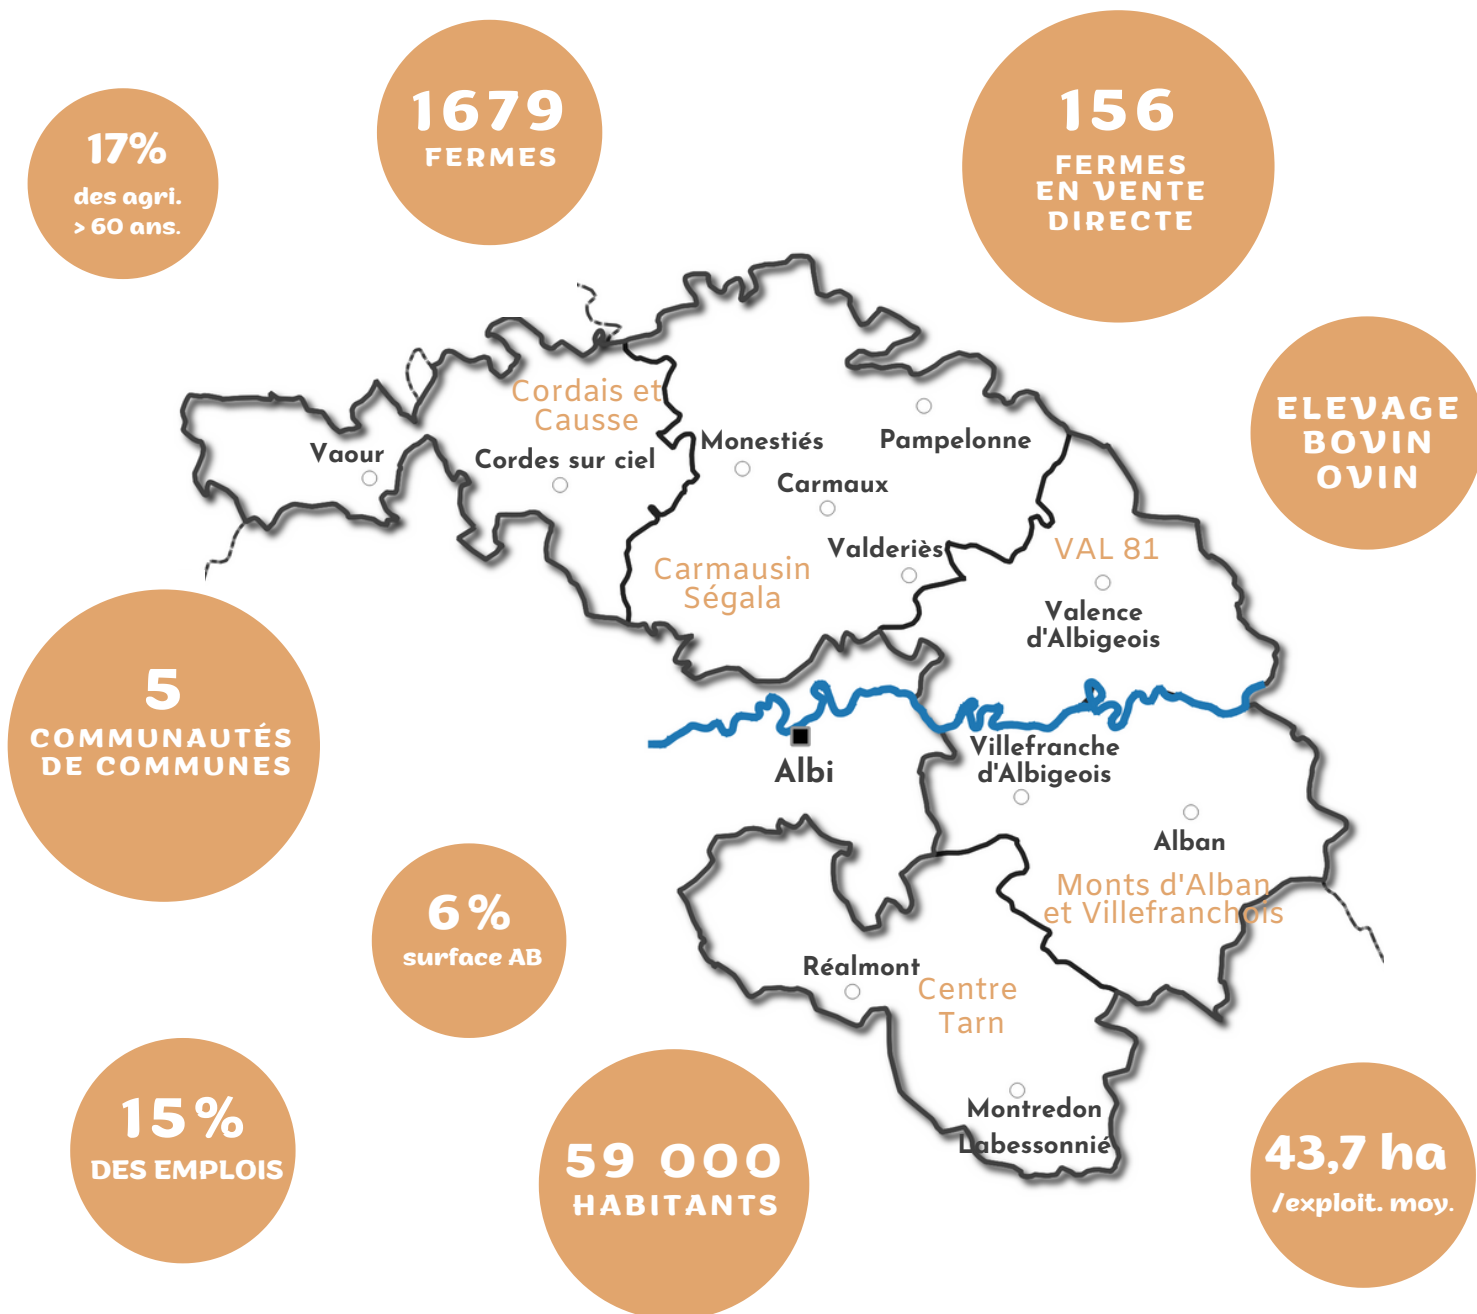 1679
FERMES
156
FERMES
EN VENTE
DIRECTE
17%
des agri.
> 60 ans.
Cordais et
Causse
ELEVAGE
BOVIN
OVIN
Vaour
Cordes sur ciel
Monestiés
Pampelonne
Carmaux
Valderiès
VAL 81
Carmausin
Ségala
Valence
d'Albigeois
5
COMMUNAUTÉS
DE COMMUNES
Albi
Villefranche
d'Albigeois
Alban
Monts d'Alban
et Villefranchois
6%
surface AB
Réalmont
Centre
Tarn
15%
DES EMPLOIS
59 000
HABITANTS
Montredon
Labessonnié
43,7 ha
/exploit. moy.